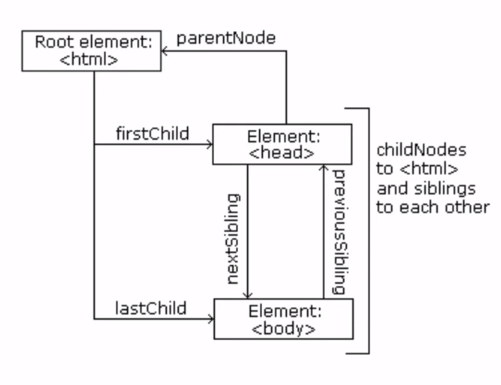 Root element:
<html>
parentNode
firstChild
Element:
<head>
childNodes
to <html>
and siblings
to each other
nextSibling
previousSibling
lastChild
Element:
<body>